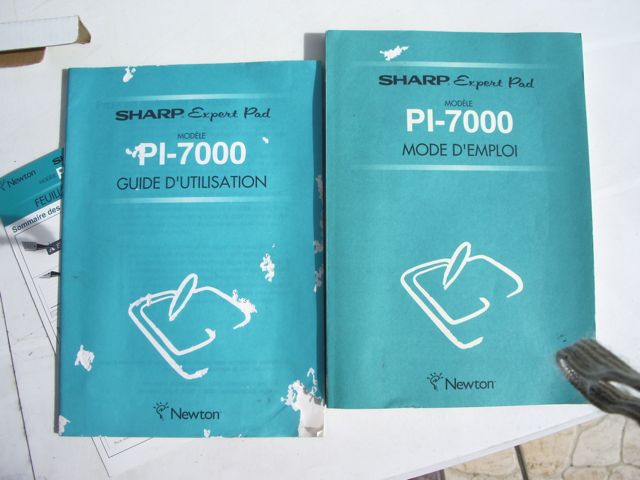 SHARP Expert Pad
MODÈLE
PI-7000
GUIDE D'UTILISATION
Newton
SHARP Expert Pad
MODÈLE
PI-7000
MODE D'EMPLOI
Newton
Newton
Sommaire des